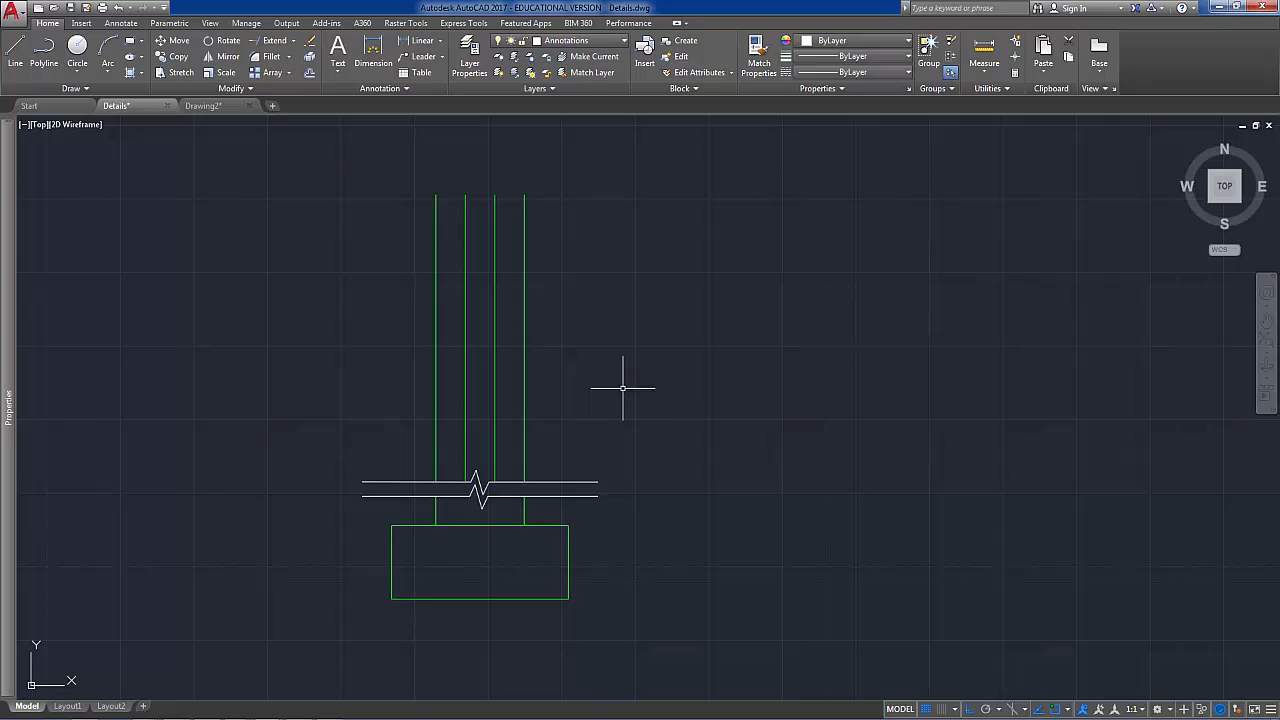 Autodesk AutoCAD 2017 - EDUCATIONAL VERSION Details.dwg
Type a keyword or phrase
Sign In
Home Insert Annotate Parametric View Manage Output Add-ins A360 Raster Tools Express Tools Featured Apps BIM 360 Performance
Line Polyline Circle Arc
Move Rotate Extend
Copy Mirror Fillet
Stretch Scale Array
Text Dimension
Linear
Leader
Table
Layer Properties
Annotations
Make Current
Match Layer
Insert
Create
Edit
Edit Attributes
Match Properties
ByLayer
ByLayer
ByLayer
Group Measure Paste Base
Draw Modify Annotation Layers Block Properties Groups Utilities Clipboard View
Start Details* Drawing2*
[−][Top][2D Wireframe]
N
W TOP E
S
WCS
Properties
Y
X
Model Layout1 Layout2
MODEL 1:1